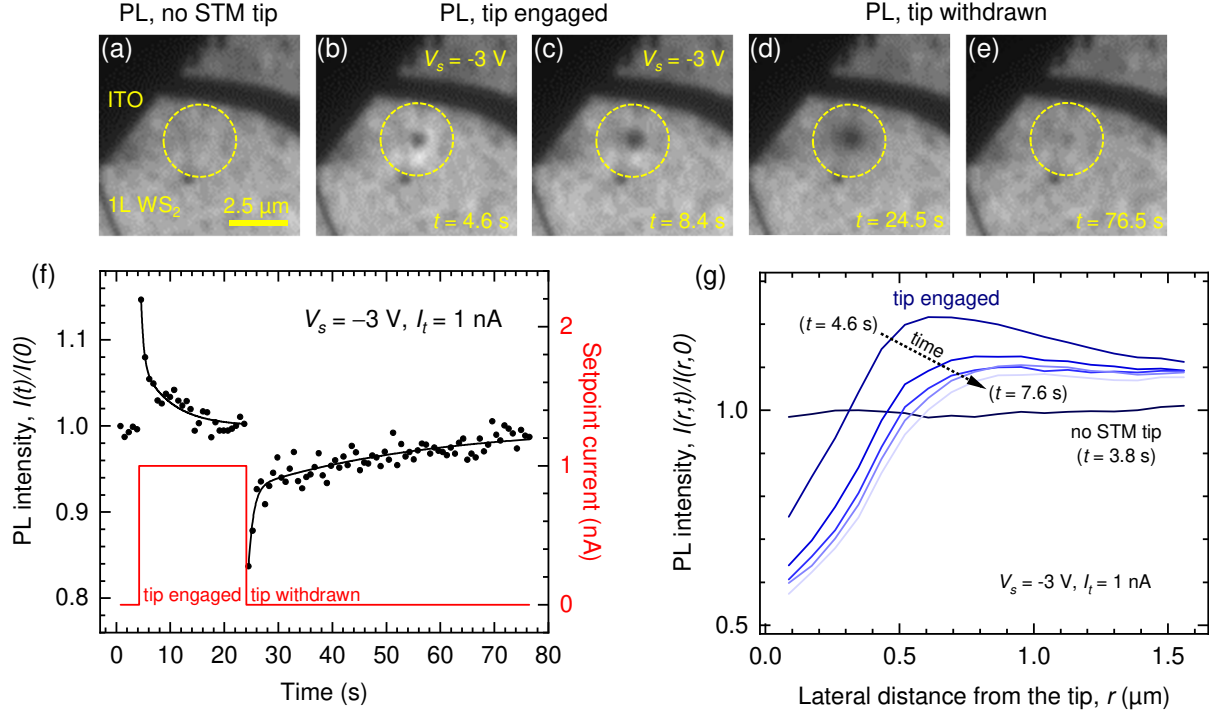 PL, no STM tip
PL, tip engaged
PL, tip withdrawn
(a)
ITO
1L WS₂
2.5 µm
(b)
Vₛ = -3 V
t = 4.6 s
(c)
Vₛ = -3 V
t = 8.4 s
(d)
t = 24.5 s
(e)
t = 76.5 s
(f)
PL intensity, I(t)/I(0)
1.1
1.0
0.9
0.8
Vₛ = −3 V, Iₜ = 1 nA
tip engaged
tip withdrawn
2
1
0
Setpoint current (nA)
0 10 20 30 40 50 60 70 80
Time (s)
(g)
PL intensity, I(r,t)/I(r,0)
1.0
0.5
tip engaged
(t = 4.6 s)
time
(t = 7.6 s)
no STM tip
(t = 3.8 s)
Vₛ = -3 V, Iₜ = 1 nA
0.0 0.5 1.0 1.5
Lateral distance from the tip, r (µm)